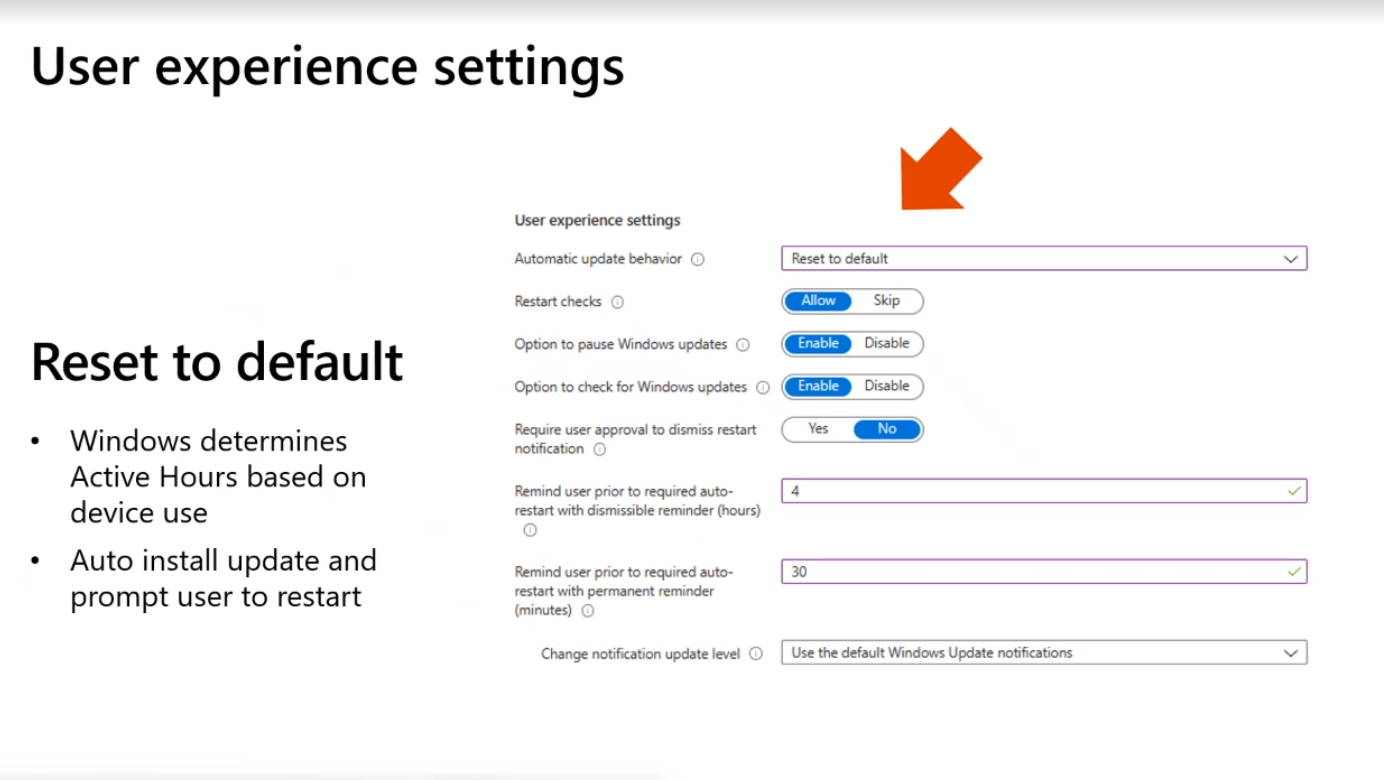 User experience settings
User experience settings
Automatic update behavior
Reset to default
Restart checks
Allow Skip
Option to pause Windows updates
Enable Disable
Option to check for Windows updates
Enable Disable
Require user approval to dismiss restart
notification
Yes No
Remind user prior to required auto-
restart with dismissible reminder (hours)
4
Remind user prior to required auto-
restart with permanent reminder
(minutes)
30
Change notification update level
Use the default Windows Update notifications
Reset to default
• Windows determines
Active Hours based on
device use
• Auto install update and
prompt user to restart